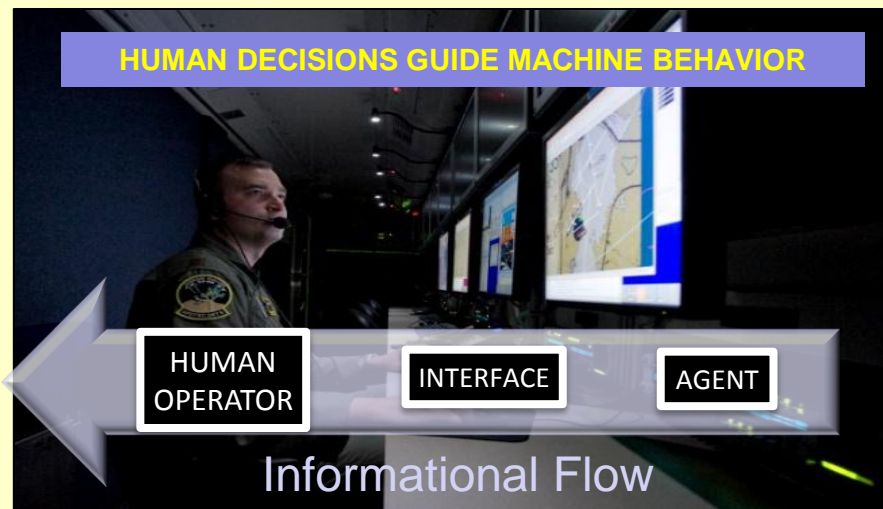 HUMAN DECISIONS GUIDE MACHINE BEHAVIOR
HUMAN
OPERATOR
INTERFACE
AGENT
Informational Flow